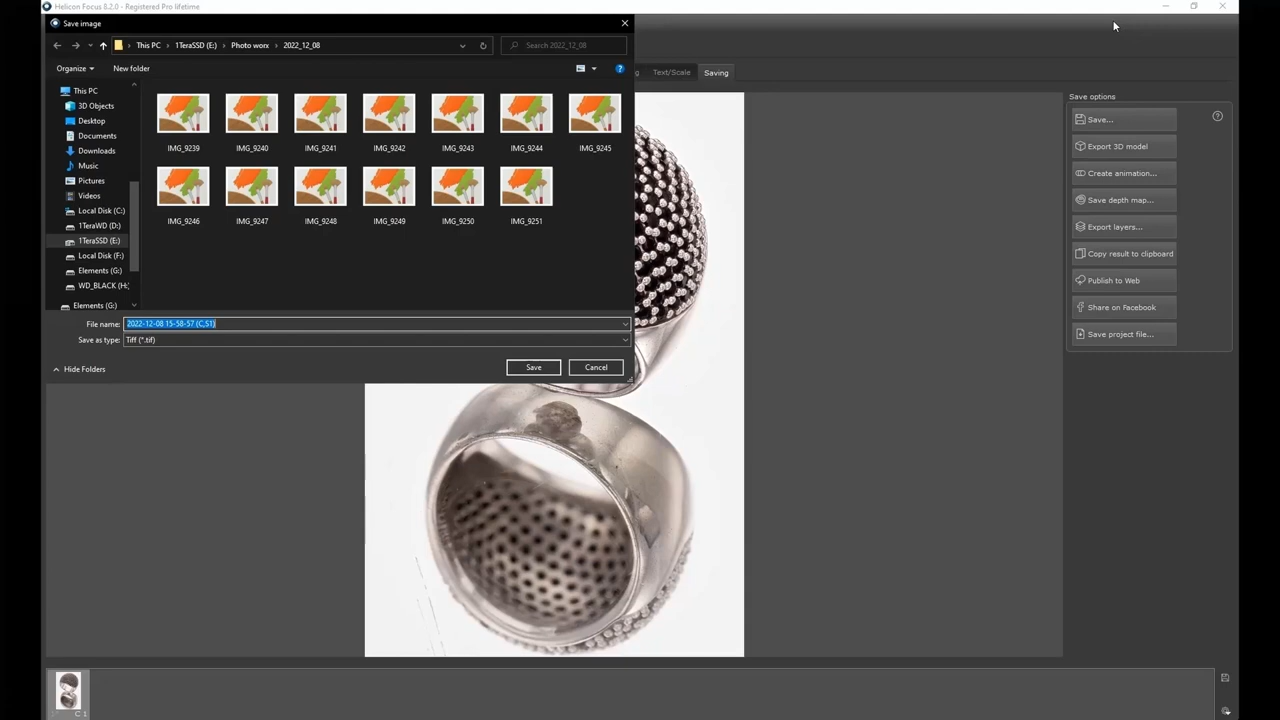 Helicon Focus 8.2.0 - Registered Pro lifetime
Save image
This PC > 1TeraSSD (E:) > Photo worx > 2022_12_08
Search 2022_12_08
Organize
New folder
This PC
3D Objects
Desktop
Documents
Downloads
Music
Pictures
Videos
Local Disk (C:)
1TeraWD (D:)
1TeraSSD (E:)
Local Disk (F:)
Elements (G:)
WD_BLACK (H:
Elements (G:)
IMG_9239
IMG_9240
IMG_9241
IMG_9242
IMG_9243
IMG_9244
IMG_9245
IMG_9246
IMG_9247
IMG_9248
IMG_9249
IMG_9250
IMG_9251
File name: 2022-12-08 15-58-57 (C,S1)
Save as type: Tiff (*.tif)
Hide Folders
Save
Cancel
g
Text/Scale
Saving
Save options
Save...
Export 3D model
Create animation...
Save depth map...
Export layers...
Copy result to clipboard
Publish to Web
Share on Facebook
Save project file...
C 1